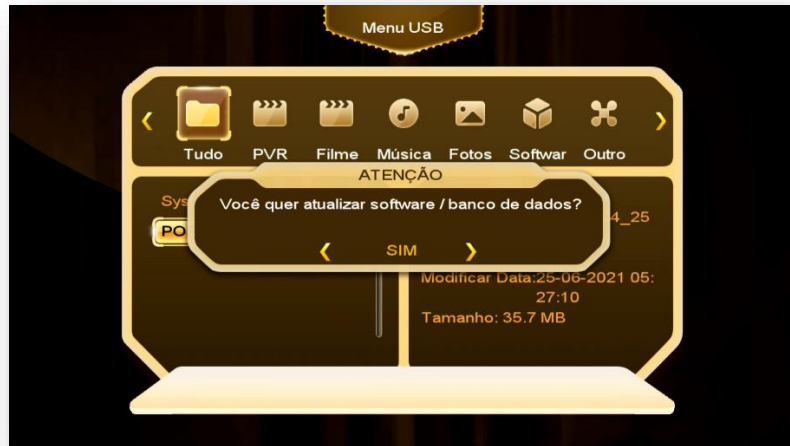 Menu USB
Tudo PVR Filme Música Fotos Softwar Outro
ATENÇÃO
Você quer atualizar software / banco de dados?
SIM
4_25
Modificar Data:25-06-2021 05:
27:10
Tamanho: 35.7 MB